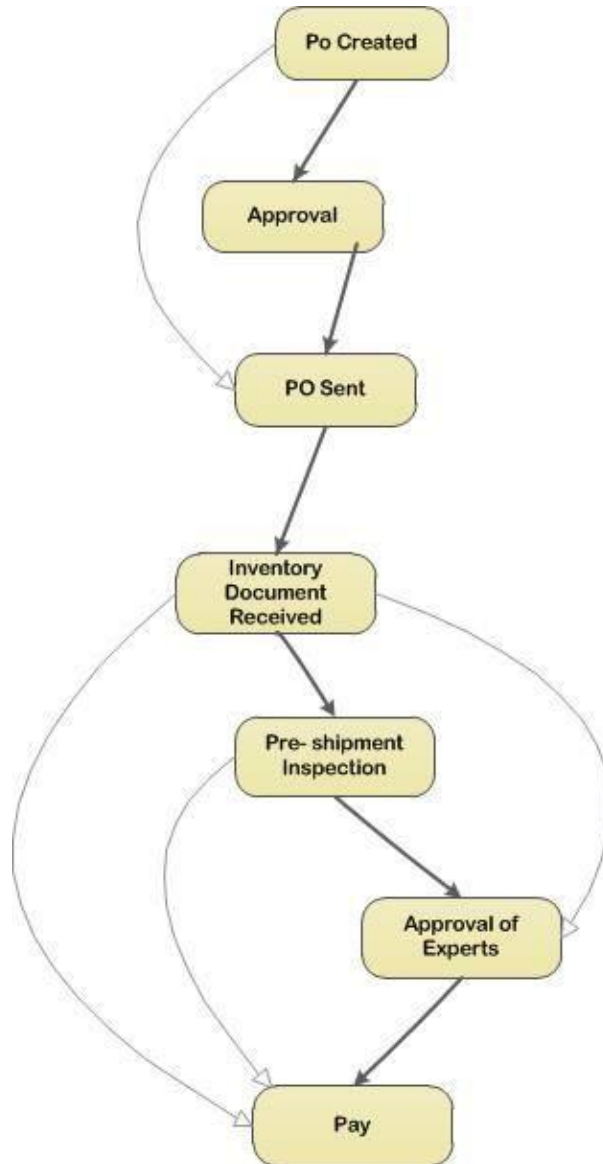 Po Created
Approval
PO Sent
Inventory
Document
Received
Pre- shipment
Inspection
Approval of
Experts
Pay